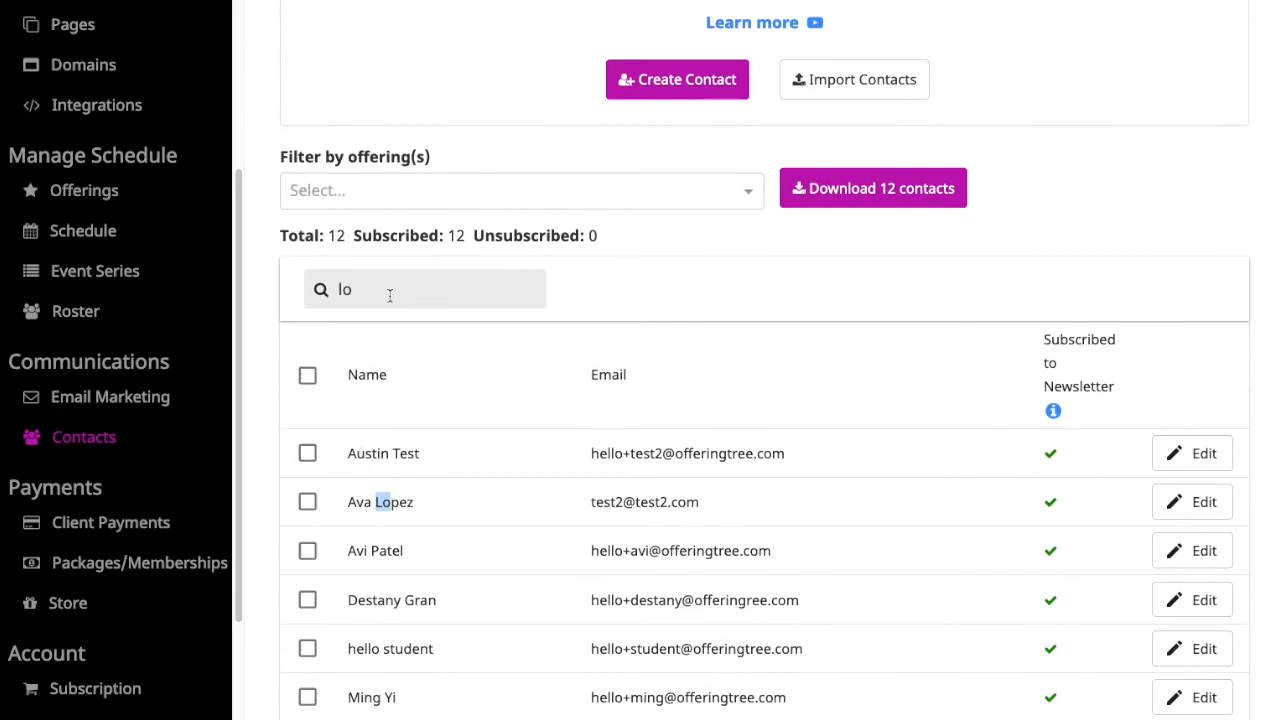 Pages
Domains
Integrations
Manage Schedule
Offerings
Schedule
Event Series
Roster
Communications
Email Marketing
Contacts
Payments
Client Payments
Packages/Memberships
Store
Account
Subscription
Learn more
Create Contact
Import Contacts
Filter by offering(s)
Select...
Download 12 contacts
Total: 12 Subscribed: 12 Unsubscribed: 0
lo
Name Email Subscribed
to
Newsletter
Austin Test hello+test2@offeringtree.com Edit
Ava Lopez test2@test2.com Edit
Avi Patel hello+avi@offeringtree.com Edit
Destany Gran hello+destany@offeringree.com Edit
hello student hello+student@offeringtree.com Edit
Ming Yi hello+ming@offeringtree.com Edit